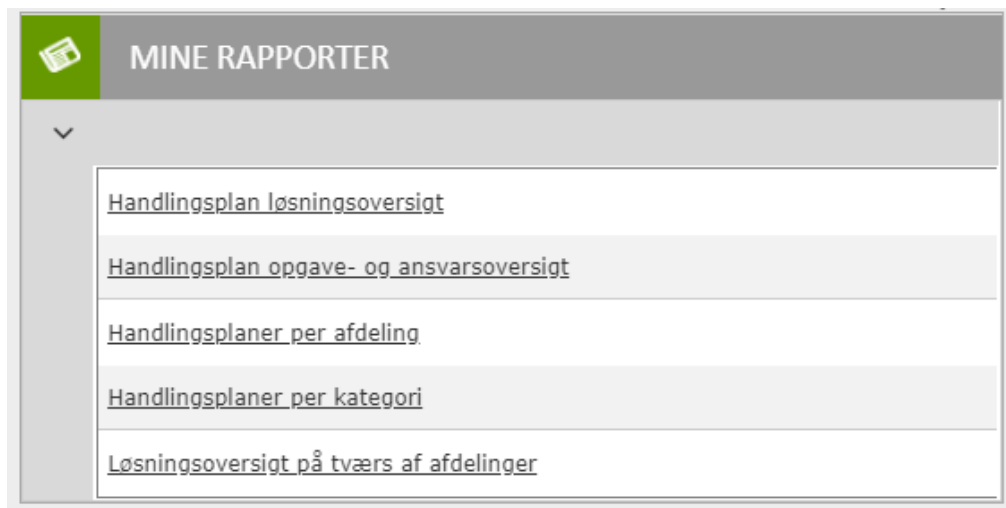 MINE RAPPORTER
Handlingsplan løsningsoversigt
Handlingsplan opgave- og ansvarsoversigt
Handlingsplaner per afdeling
Handlingsplaner per kategori
Løsningsoversigt på tværs af afdelinger